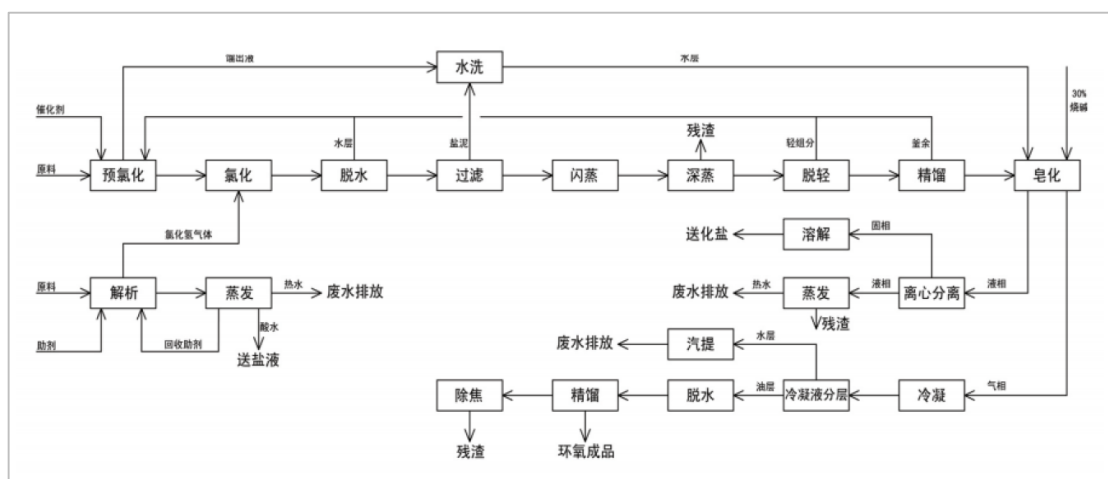 溜出液
水洗
水层
催化剂
30%
烧碱
水层
盐泥
残渣
轻组分
釜余
原料
预氯化
氯化
脱水
过滤
闪蒸
深蒸
脱轻
精馏
皂化
氯化氢气体
送化盐
溶解
固相
原料
解析
蒸发
热水
废水排放
废水排放
热水
蒸发
液相
离心分离
液相
助剂
回收助剂
酸水
送盐液
残渣
废水排放
汽提
水层
除焦
精馏
脱水
油层
冷凝液分层
冷凝
气相
残渣
环氧成品